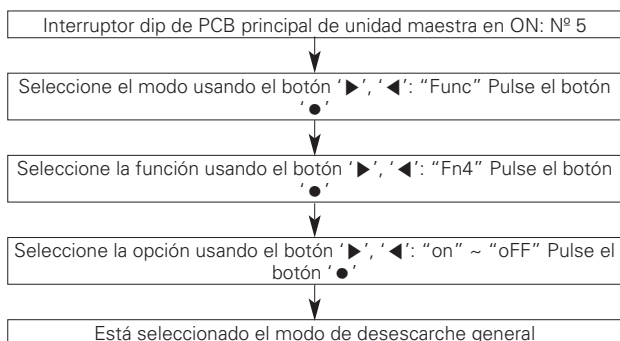 Interruptor dip de PCB principal de unidad maestra en ON: Nº 5
Seleccione el modo usando el botón ‘▶’, ‘◀’: “Func” Pulse el botón
‘●’
Seleccione la función usando el botón ‘▶’, ‘◀’: “Fn4” Pulse el botón
‘●’
Seleccione la opción usando el botón ‘▶’, ‘◀’: “on” ~ “oFF” Pulse el
botón ‘●’
Está seleccionado el modo de desescarche general